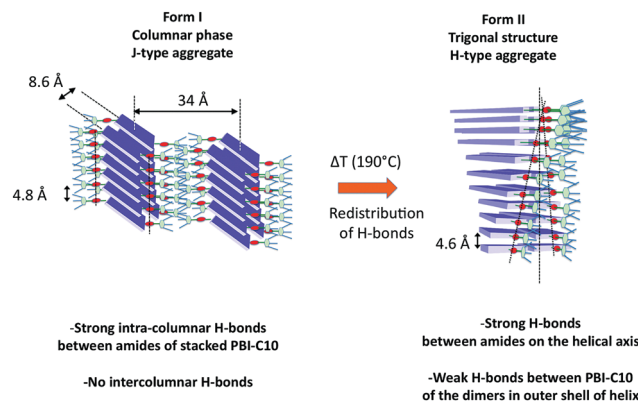 Form I
Columnar phase
J-type aggregate
8.6 Å
34 Å
4.8 Å
-Strong intra-columnar H-bonds
between amides of stacked PBI-C10
-No intercolumnar H-bonds
ΔT (190°C)
Redistribution
of H-bonds
Form II
Trigonal structure
H-type aggregate
4.6 Å
-Strong H-bonds
between amides on the helical axis
-Weak H-bonds between PBI-C10
of the dimers in outer shell of helix